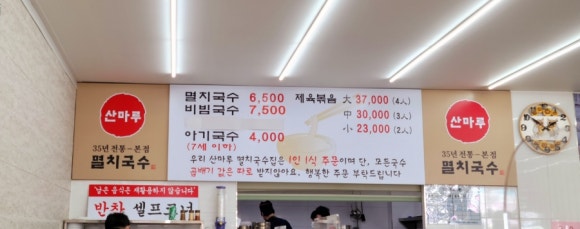 산마루
35년 전통-본점
멸치국수
멸치국수 6,500
비빔국수 7,500
아기국수 4,000
(7세 이하)
제육볶음 大 37,000 (4人)
中 30,000 (3人)
小 23,000 (2人)
우리 산마루 멸치국수집은 1인 1식 주문이며 단, 모든국수
곱배기 값은 따로 받지않아요. 행복한 주문 부탁드립니다
산마루
35년 전통-본점
멸치국수
"남은 음식은 재활용하지 않습니다"
반찬 셀프코너